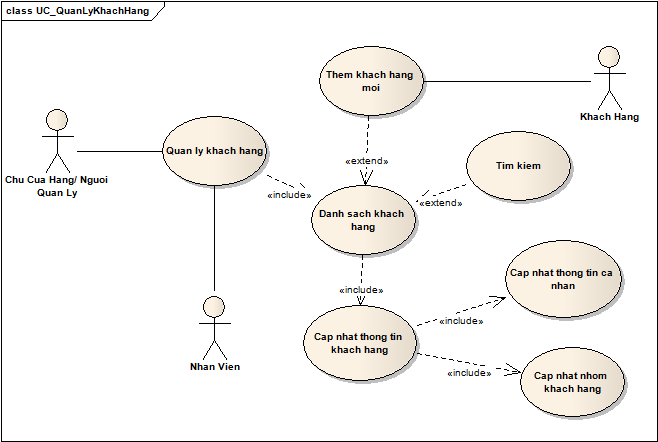 class UC_QuanLyKhachHang
Them khach hang
moi
Khach Hang
Chu Cua Hang/ Nguoi
Quan Ly
Quan ly khach hang
«extend»
Tim kiem
«include»
«extend»
Danh sach khach
hang
«include»
Cap nhat thong tin ca
nhan
Cap nhat thong tin
khach hang
«include»
Nhan Vien
«include»
Cap nhat nhom
khach hang